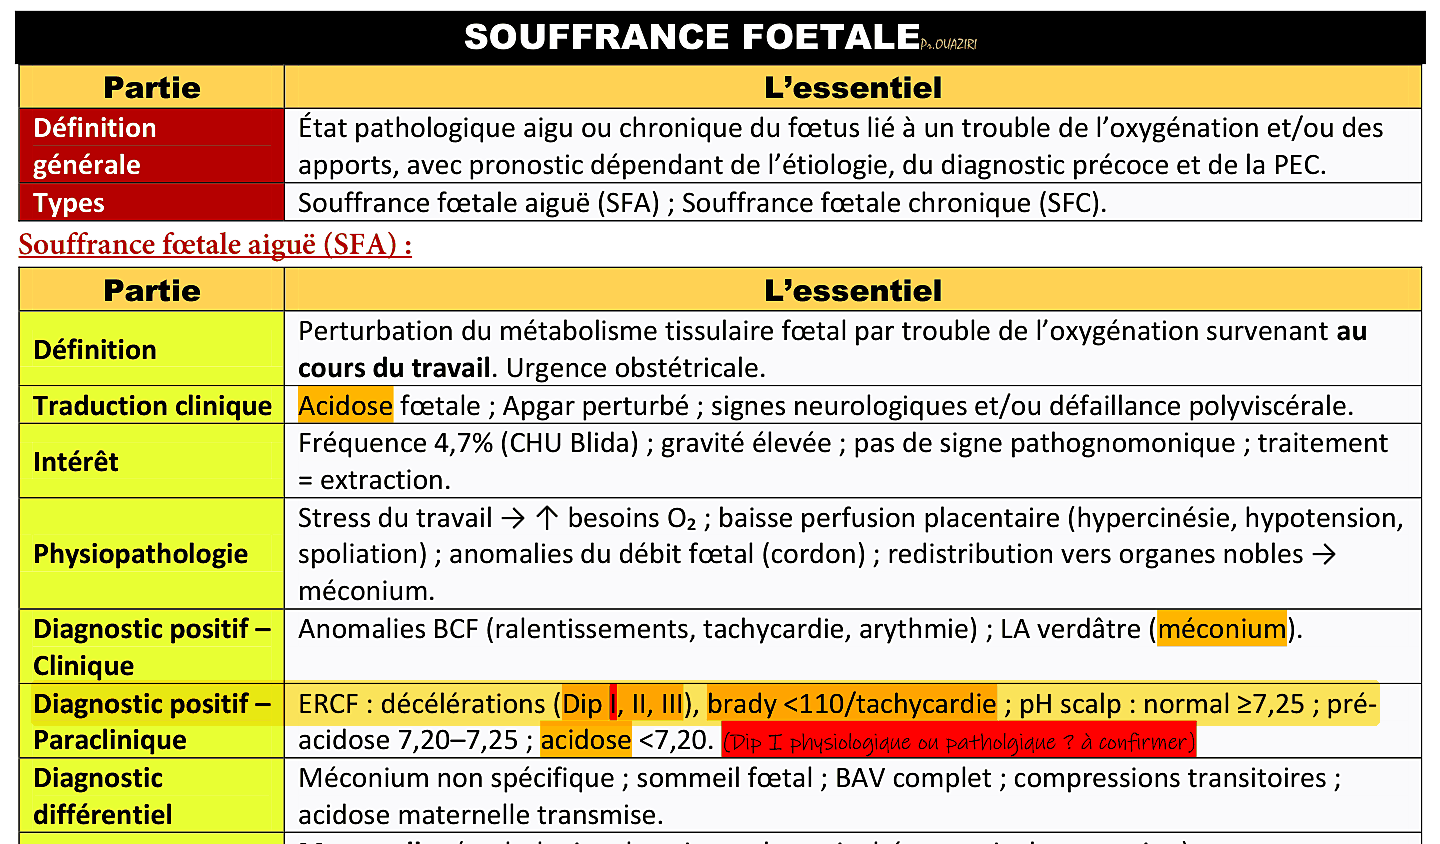 SOUFFRANCE FOETALE Pr.OUAZIRI
Partie L’essentiel
Définition générale État pathologique aigu ou chronique du fœtus lié à un trouble de l’oxygénation et/ou des
apports, avec pronostic dépendant de l’étiologie, du diagnostic précoce et de la PEC.
Types Souffrance fœtale aiguë (SFA) ; Souffrance fœtale chronique (SFC).
Souffrance fœtale aiguë (SFA) :
Partie L’essentiel
Définition Perturbation du métabolisme tissulaire fœtal par trouble de l’oxygénation survenant au
cours du travail. Urgence obstétricale.
Traduction clinique Acidose fœtale ; Apgar perturbé ; signes neurologiques et/ou défaillance polyviscérale.
Intérêt Fréquence 4,7% (CHU Blida) ; gravité élevée ; pas de signe pathognomonique ; traitement
= extraction.
Physiopathologie Stress du travail → ↑ besoins O₂ ; baisse perfusion placentaire (hypercinésie, hypotension,
spoliation) ; anomalies du débit fœtal (cordon) ; redistribution vers organes nobles →
méconium.
Diagnostic positif – Clinique Anomalies BCF (ralentissements, tachycardie, arythmie) ; LA verdâtre (méconium).
Diagnostic positif – Paraclinique ERCF : décélérations (Dip I, II, III), brady <110/tachycardie ; pH scalp : normal ≥7,25 ; pré-
acidose 7,20–7,25 ; acidose <7,20. (Dip I physiologique ou patholgique ? à confirmer)
Diagnostic différentiel Méconium non spécifique ; sommeil fœtal ; BAV complet ; compressions transitoires ;
acidose maternelle transmise.